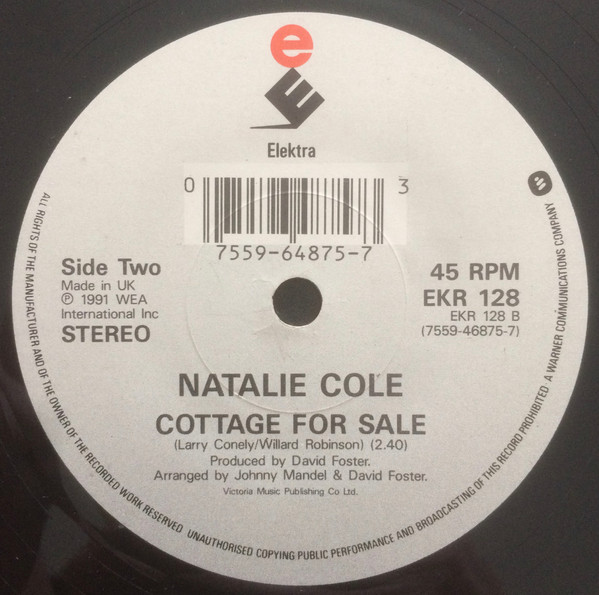 e
E
Elektra
0 3
7559-64875-7
Side Two
Made in UK
℗ 1991 WEA
International Inc
STEREO
45 RPM
EKR 128
EKR 128 B
(7559-46875-7)
NATALIE COLE
COTTAGE FOR SALE
(Larry Conely/Willard Robinson) (2.40)
Produced by David Foster.
Arranged by Johnny Mandel & David Foster.
Victoria Music Publishing Co Ltd.
ALL RIGHTS OF THE MANUFACTURER AND OF THE OWNER OF THE RECORDED WORK RESERVED UNAUTHORISED COPYING PUBLIC PERFORMANCE AND BROADCASTING OF THIS RECORD PROHIBITED A WARNER COMMUNICATIONS COMPANY